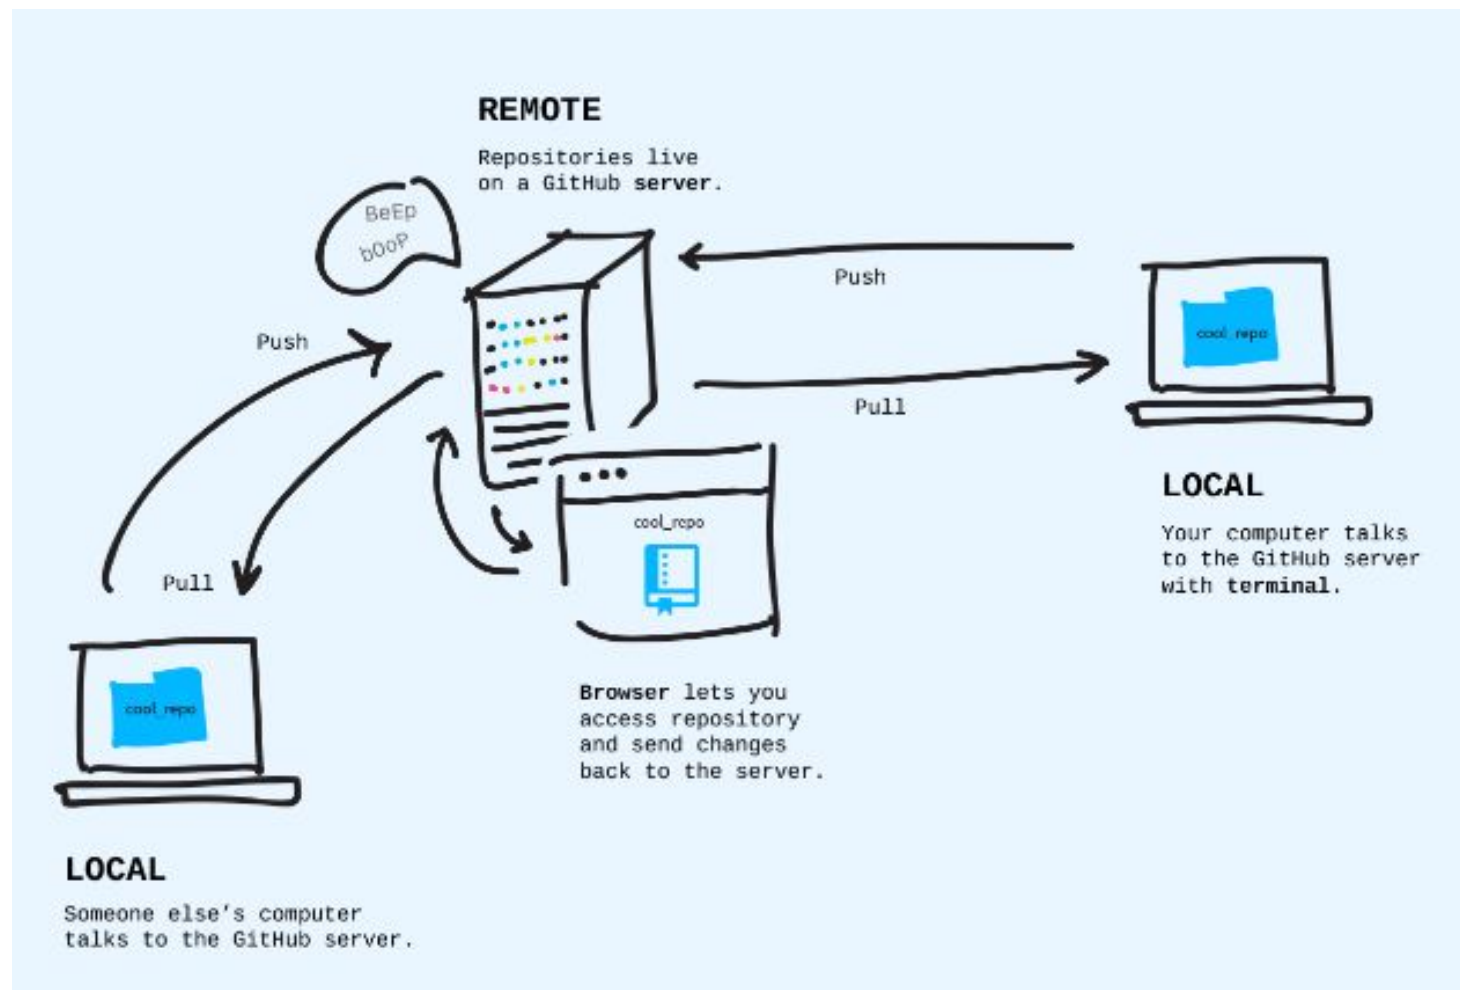 REMOTE
Repositories live
on a GitHub server.
BeEp
bOoP
Push
Pull
Push
Pull
cool_repo
LOCAL
Your computer talks
to the GitHub server
with terminal.
cool_repo
Browser lets you
access repository
and send changes
back to the server.
cool_repo
LOCAL
Someone else's computer
talks to the GitHub server.